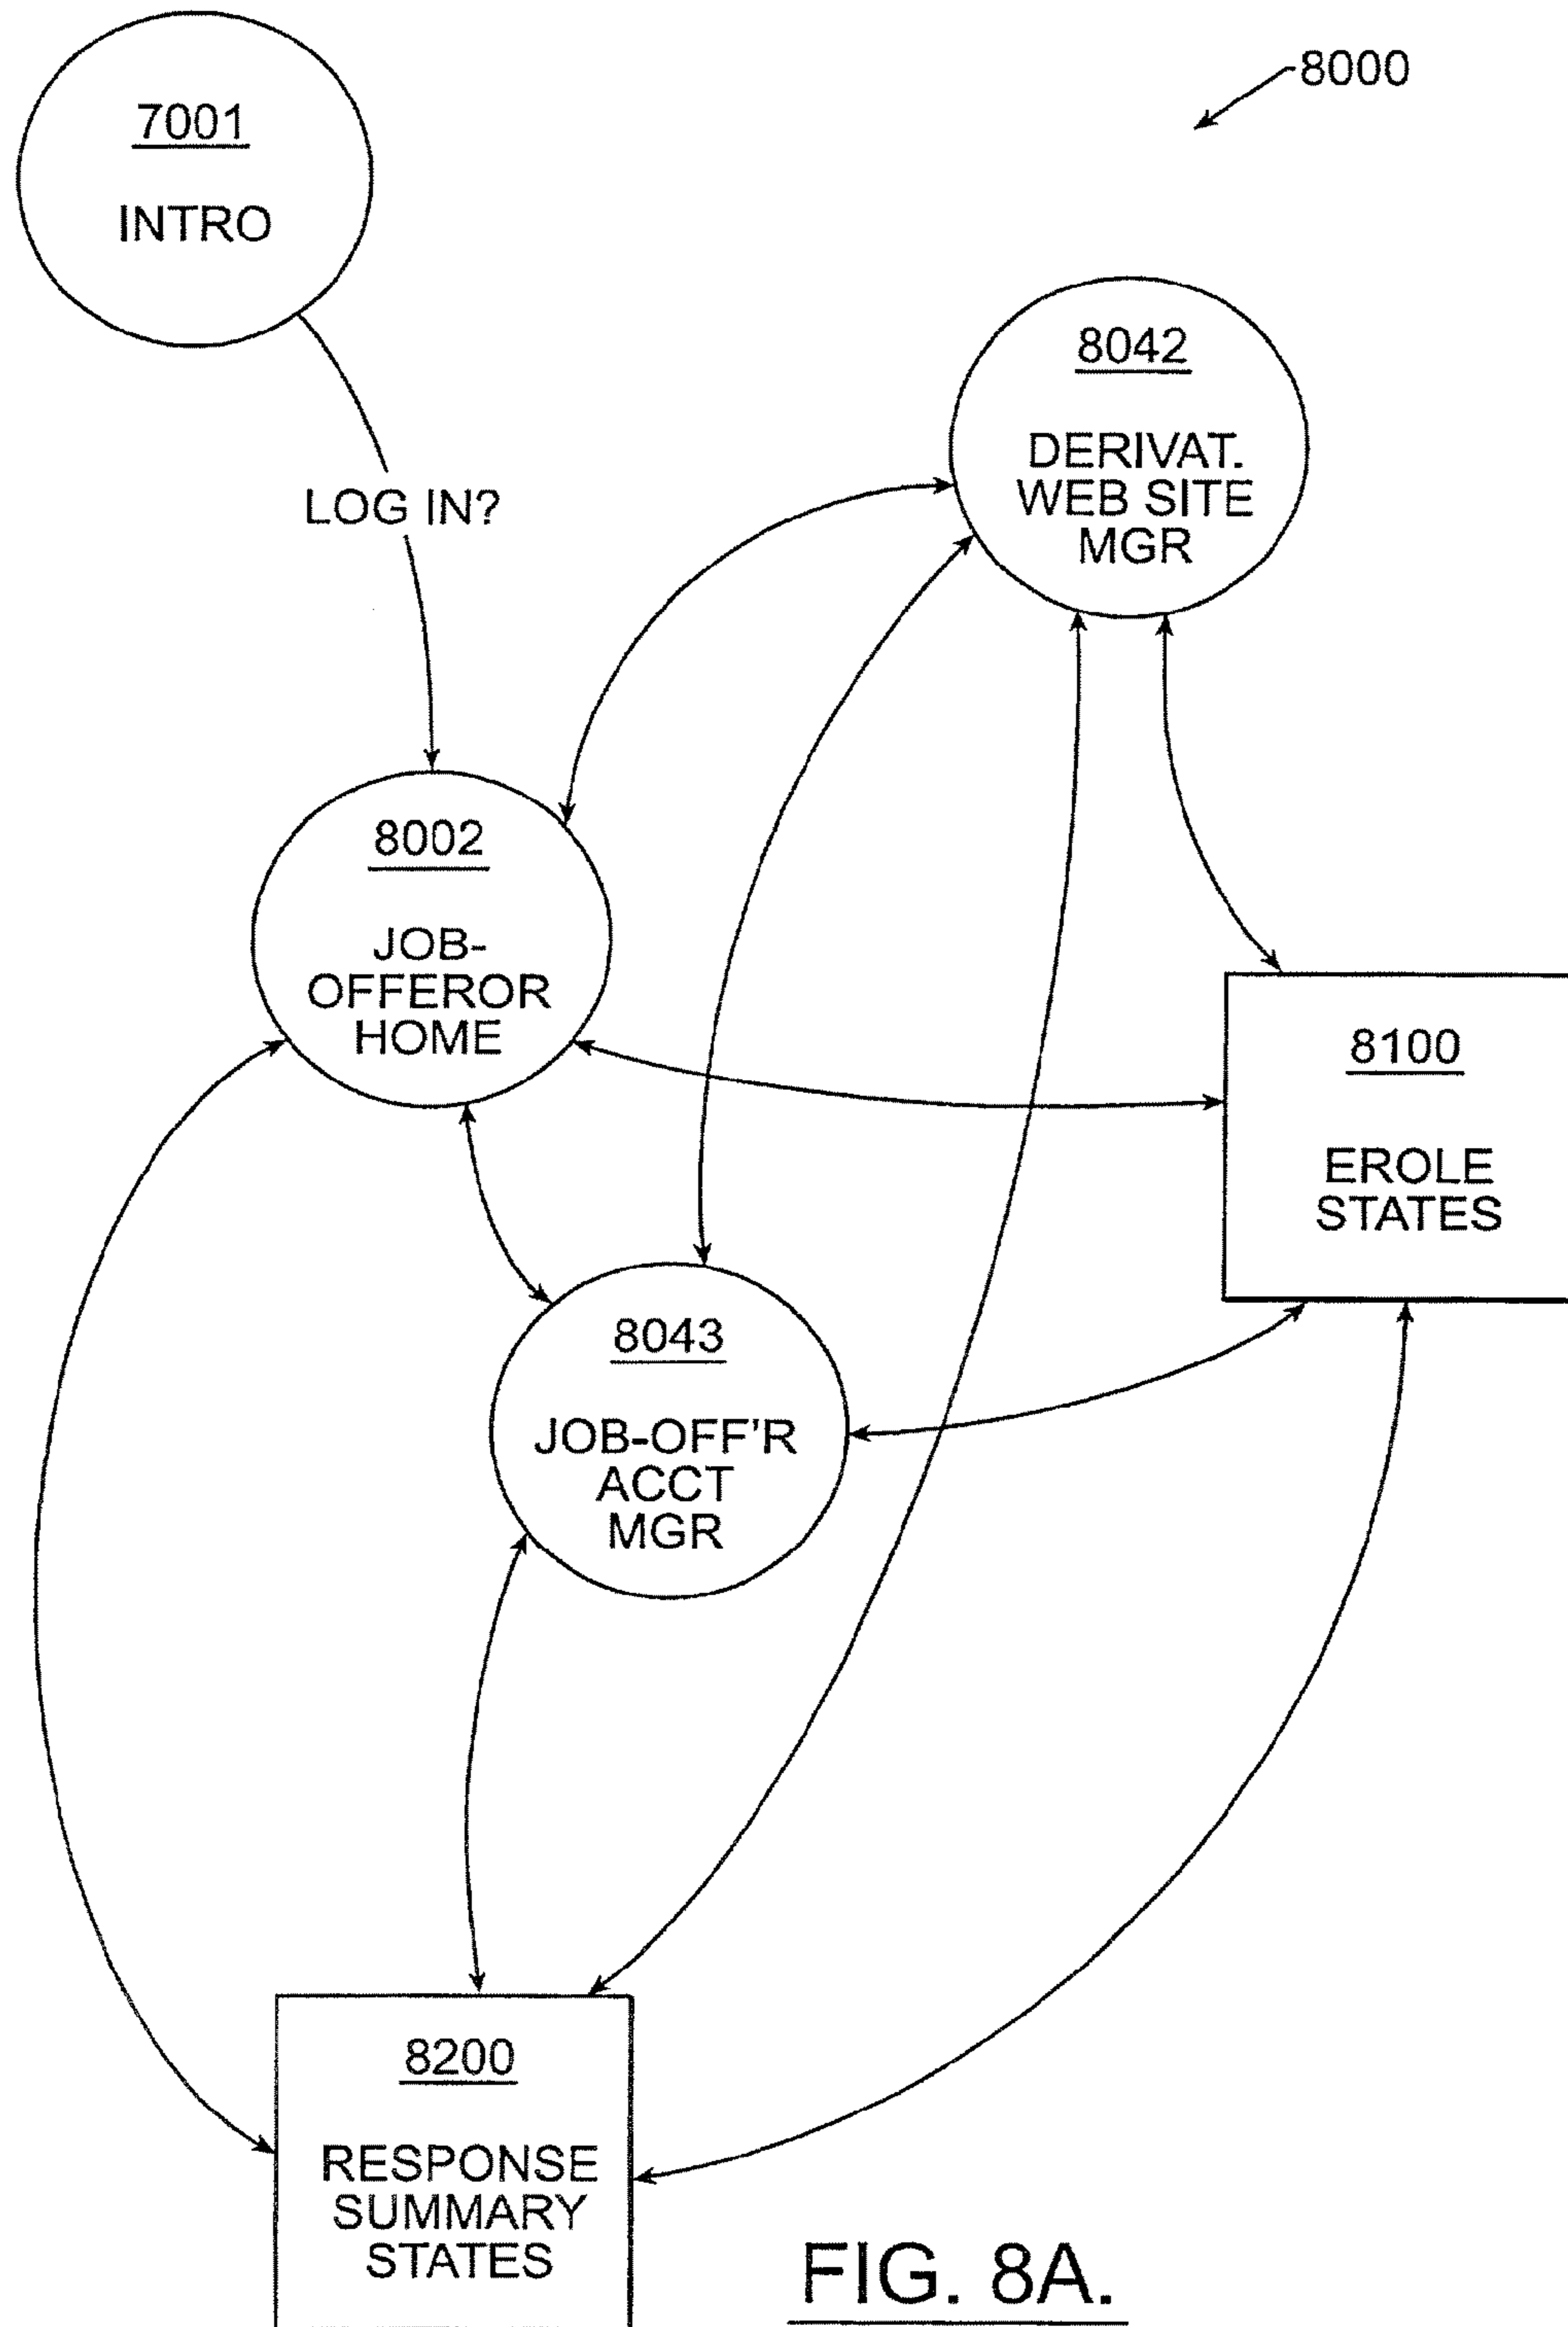 7001
INTRO
8000
8042
DERIVAT.
WEB SITE
MGR
LOG IN?
8002
JOB-
OFFEROR
HOME
8100
EROLE
STATES
8043
JOB-OFF'R
ACCT
MGR
8200
RESPONSE
SUMMARY
STATES
FIG. 8A.